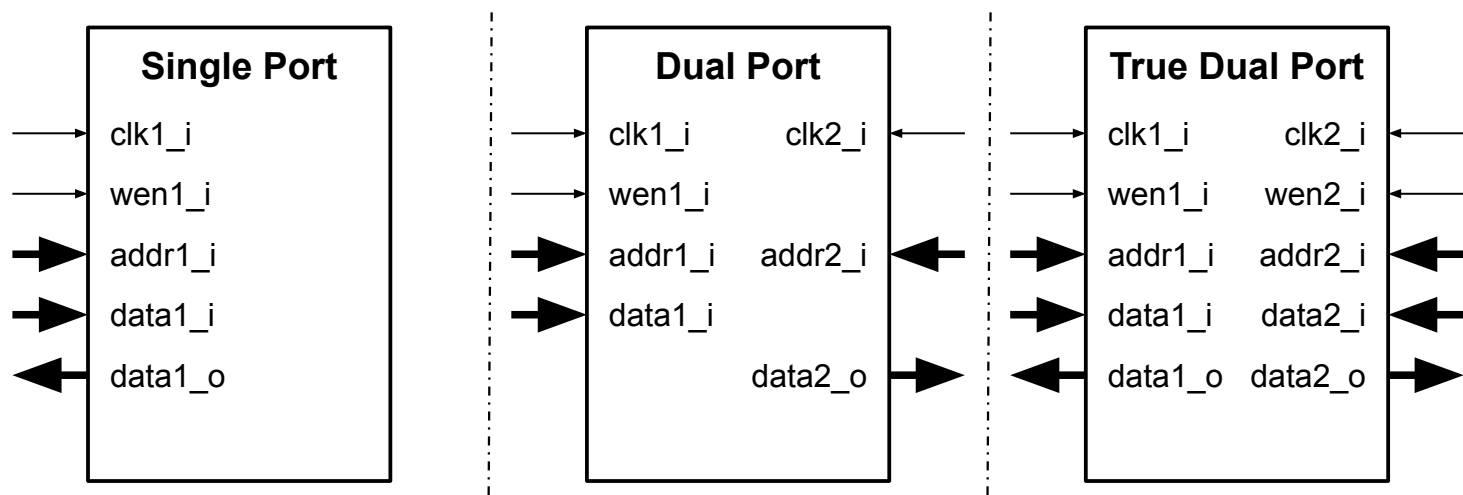 Single Port
clk1_i
wen1_i
addr1_i
data1_i
data1_o
Dual Port
clk1_i clk2_i
wen1_i
addr1_i addr2_i
data1_i
data2_o
True Dual Port
clk1_i clk2_i
wen1_i wen2_i
addr1_i addr2_i
data1_i data2_i
data1_o data2_o